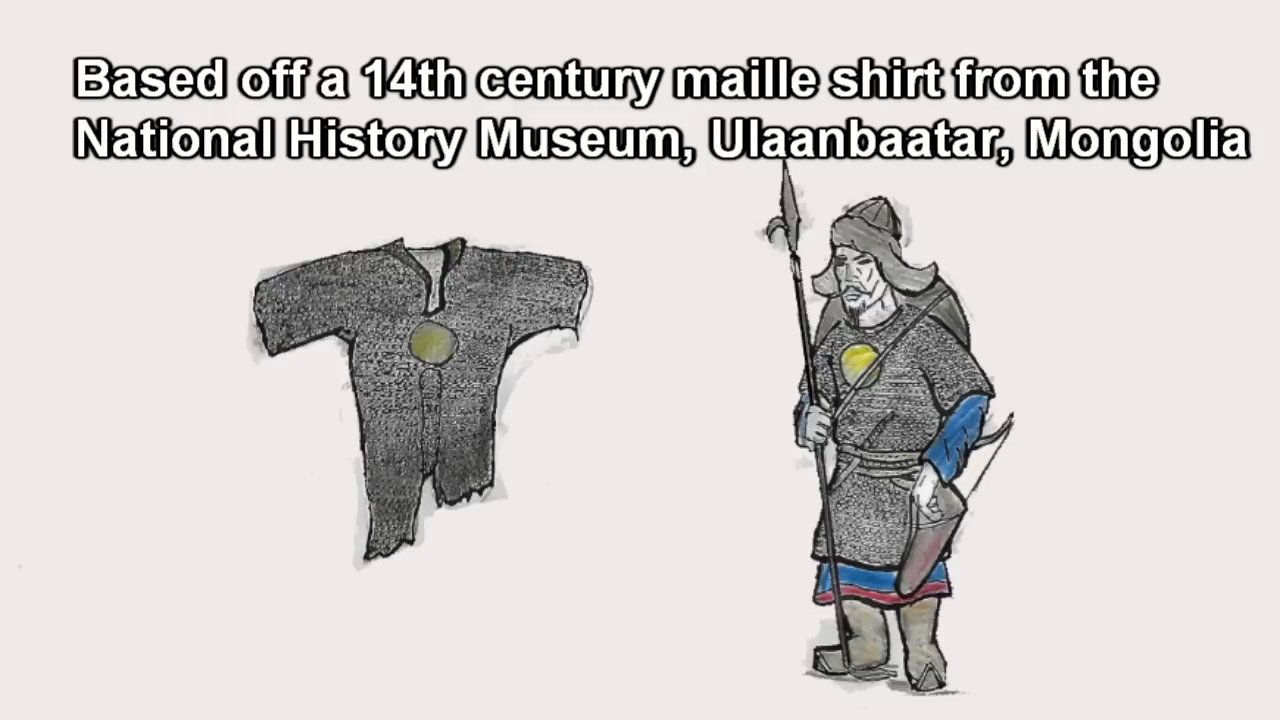 Based off a 14th century maille shirt from the
National History Museum, Ulaanbaatar, Mongolia